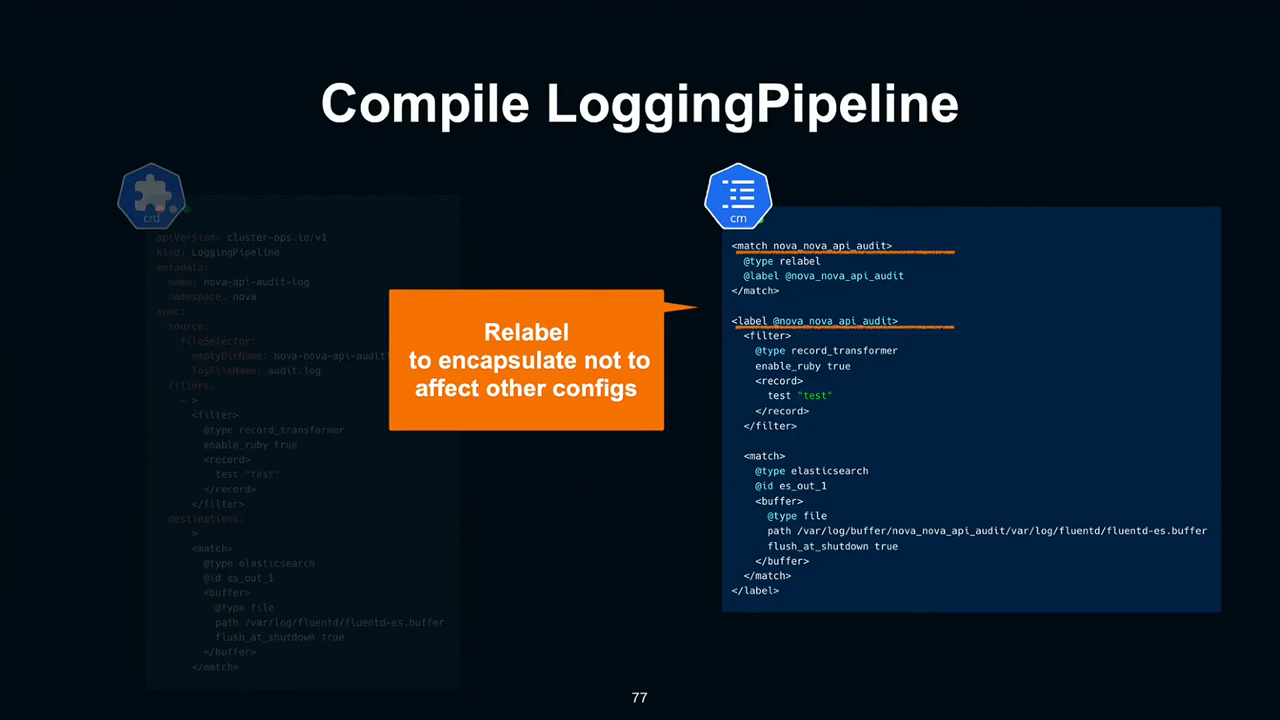 Compile LoggingPipeline
crd
apiVersion: cluster-ops.io/v1
kind: LoggingPipeline
metadata:
name: nova-api-audit-log
namespace: nova
spec:
source:
fileSelector:
emptyDirName: nova-nova-api-audit
logFileName: audit.log
filters:
- >
<filter>
@type record_transformer
enable_ruby true
<record>
test "test"
</record>
</filter>
destinations:
- >
<match>
@type elasticsearch
@id es_out_1
<buffer>
@type file
path /var/log/fluentd/fluentd-es.buffer
flush_at_shutdown true
</buffer>
</match>
Relabel
to encapsulate not to
affect other configs
cm
<match nova_nova_api_audit>
@type relabel
@label @nova_nova_api_audit
</match>
<label @nova_nova_api_audit>
<filter>
@type record_transformer
enable_ruby true
<record>
test "test"
</record>
</filter>
<match>
@type elasticsearch
@id es_out_1
<buffer>
@type file
path /var/log/buffer/nova_nova_api_audit/var/log/fluentd/fluentd-es.buffer
flush_at_shutdown true
</buffer>
</match>
</label>
77